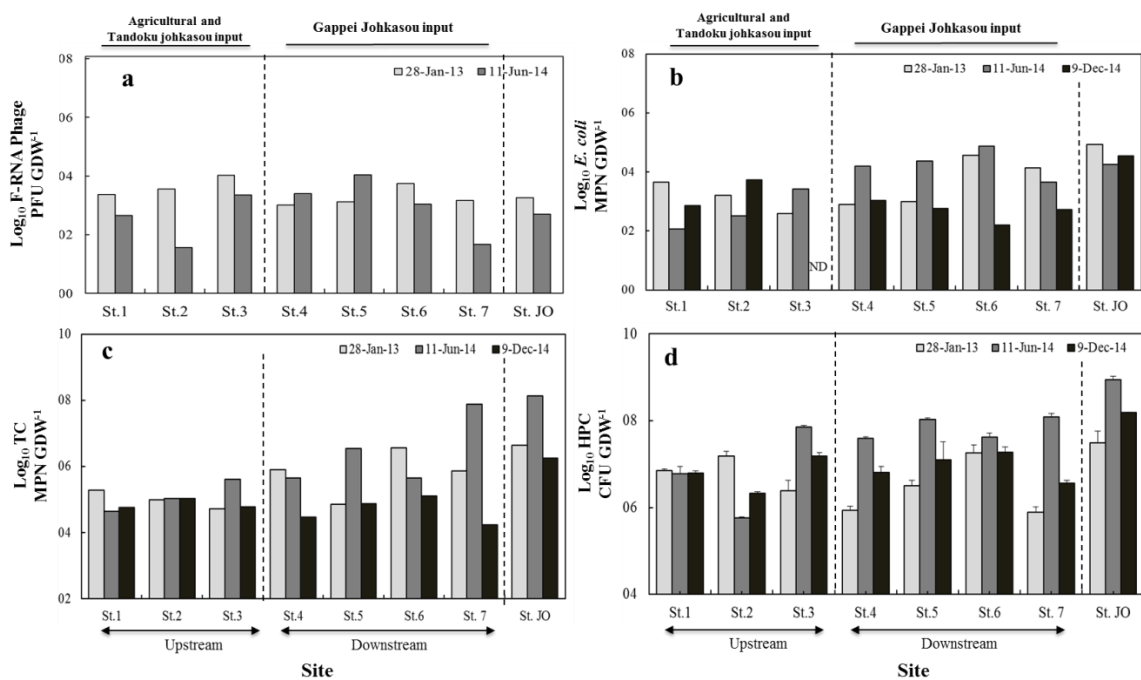 Agricultural and
Tandoku johkasou input
Gappei Johkasou input
a
28-Jan-13
11-Jun-14
Log10 F-RNA Phage
PFU GDW-1
08
06
04
02
00
St.1
St.2
St.3
St.4
St.5
St.6
St. 7
St. JO
Agricultural and
Tandoku johkasou input
Gappei Johkasou input
b
28-Jan-13
11-Jun-14
9-Dec-14
Log10 E. coli
MPN GDW-1
08
06
04
02
00
ND
St.1
St.2
St.3
St.4
St.5
St.6
St. 7
St. JO
c
28-Jan-13
11-Jun-14
9-Dec-14
Log10 TC
MPN GDW-1
10
08
06
04
02
St.1
St.2
St.3
St.4
St.5
St.6
St. 7
St. JO
Upstream
Downstream
Site
d
28-Jan-13
11-Jun-14
9-Dec-14
Log10 HPC
CFU GDW-1
10
08
06
04
St.1
St.2
St.3
St.4
St.5
St.6
St. 7
St. JO
Upstream
Downstream
Site